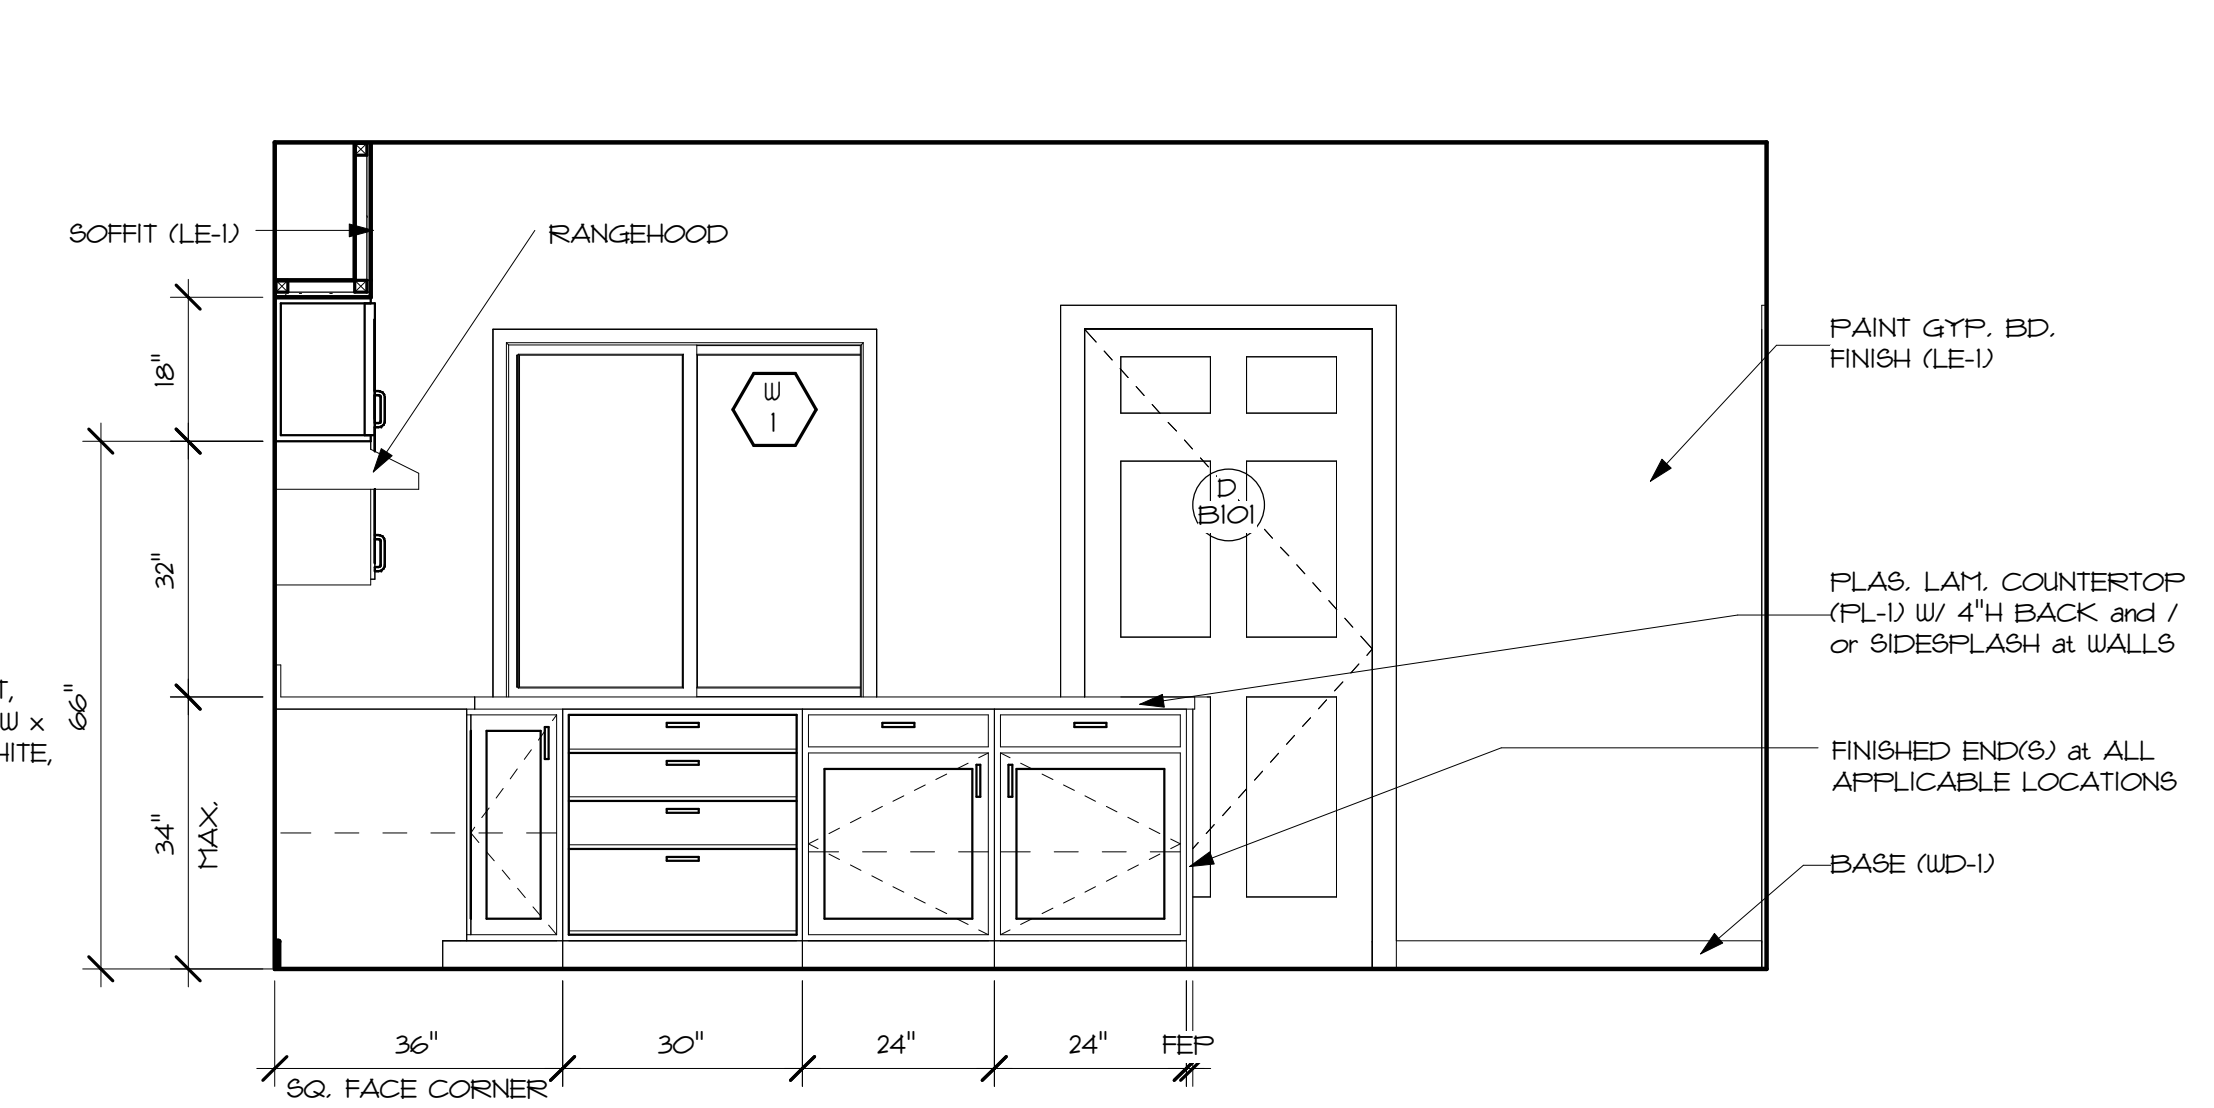 SOFFIT (LE-1)
RANGEHOOD
W
1
D
B101
PAINT GYP. BD.
FINISH (LE-1)
PLAS. LAM. COUNTERTOP
(PL-1) W/ 4"H BACK and /
or SIDESPLASH at WALLS
FINISHED END(S) at ALL
APPLICABLE LOCATIONS
BASE (WD-1)
18"
32"
66"
34"
MAX.
T,
W x
HITE,
36"
30"
24"
24"
FEP
SQ. FACE CORNER